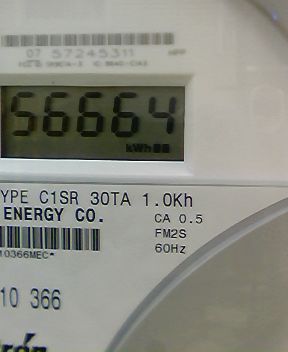 07 57245311
56664
kWh
YPE C1SR 30TA 1.0Kh
ENERGY CO.
CA 0.5
FM2S
60Hz
10366MEC*
10 366